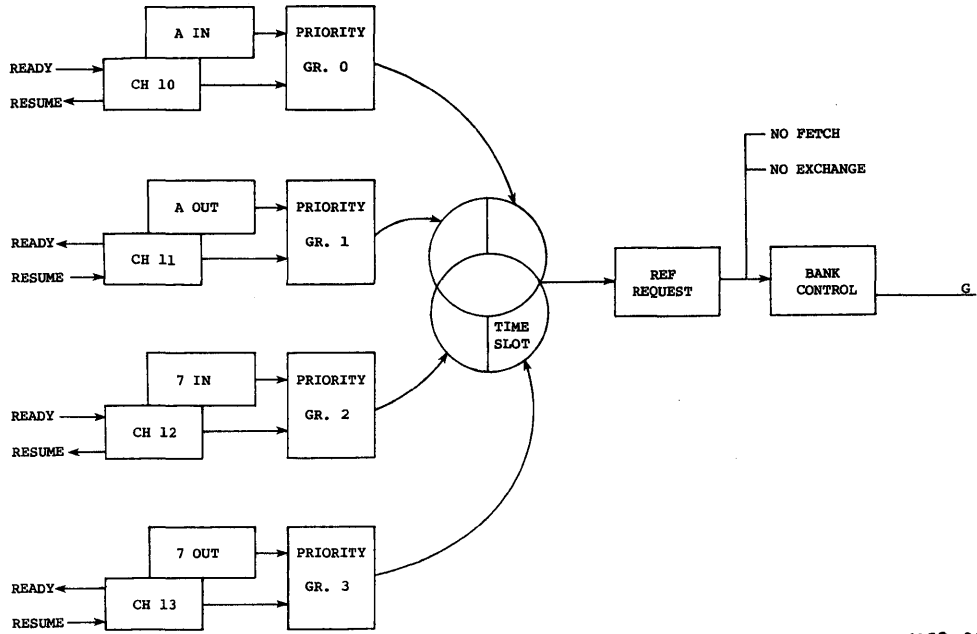 A IN
PRIORITY
GR. 0
READY
CH 10
RESUME
NO FETCH
NO EXCHANGE
A OUT
PRIORITY
GR. 1
READY
CH 11
RESUME
REF
REQUEST
BANK
CONTROL
G
TIME
SLOT
7 IN
PRIORITY
GR. 2
READY
CH 12
RESUME
7 OUT
PRIORITY
GR. 3
READY
CH 13
RESUME